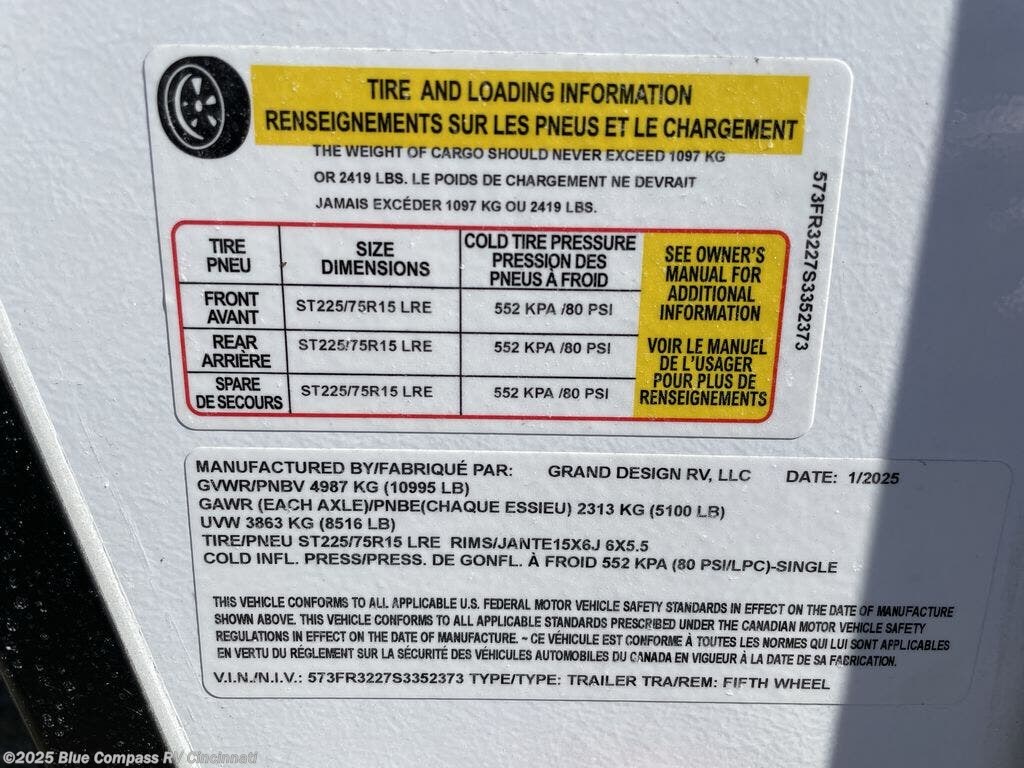 TIRE AND LOADING INFORMATION
RENSEIGNEMENTS SUR LES PNEUS ET LE CHARGEMENT
THE WEIGHT OF CARGO SHOULD NEVER EXCEED 1097 KG
OR 2419 LBS. LE POIDS DE CHARGEMENT NE DEVRAIT
JAMAIS EXCÉDER 1097 KG OU 2419 LBS.
TIRE
PNEU
SIZE
DIMENSIONS
COLD TIRE PRESSURE
PRESSION DES
PNEUS À FROID
FRONT
AVANT
ST225/75R15 LRE
552 KPA /80 PSI
REAR
ARRIÈRE
ST225/75R15 LRE
552 KPA /80 PSI
SPARE
DE SECOURS
ST225/75R15 LRE
552 KPA /80 PSI
SEE OWNER'S
MANUAL FOR
ADDITIONAL
INFORMATION
VOIR LE MANUEL
DE L'USAGER
POUR PLUS DE
RENSEIGNEMENTS
573FR3227S3352373
MANUFACTURED BY/FABRIQUÉ PAR: GRAND DESIGN RV, LLC DATE: 1/2025
GVWR/PNBV 4987 KG (10995 LB)
GAWR (EACH AXLE)/PNBE(CHAQUE ESSIEU) 2313 KG (5100 LB)
UVW 3863 KG (8516 LB)
TIRE/PNEU ST225/75R15 LRE RIMS/JANTE15X6J 6X5.5
COLD INFL. PRESS/PRESS. DE GONFL. À FROID 552 KPA (80 PSI/LPC)-SINGLE
THIS VEHICLE CONFORMS TO ALL APPLICABLE U.S. FEDERAL MOTOR VEHICLE SAFETY STANDARDS IN EFFECT ON THE DATE OF MANUFACTURE
SHOWN ABOVE. THIS VEHICLE CONFORMS TO ALL APPLICABLE STANDARDS PRESCRIBED UNDER THE CANADIAN MOTOR VEHICLE SAFETY
REGULATIONS IN EFFECT ON THE DATE OF MANUFACTURE. ~ CE VÉHICULE EST CONFORME À TOUTES LES NORMES QUI LUI SONT APPLICABLES
EN VERTU DU RÉGLEMENT SUR LA SÉCURITÉ DES VÉHICULES AUTOMOBILES DU CANADA EN VIGUEUR À LA DATE DE SA FABRICATION.
V.I.N./N.I.V.: 573FR3227S3352373 TYPE/TYPE: TRAILER TRA/REM: FIFTH WHEEL
©2025 Blue Compass RV Cincinnati